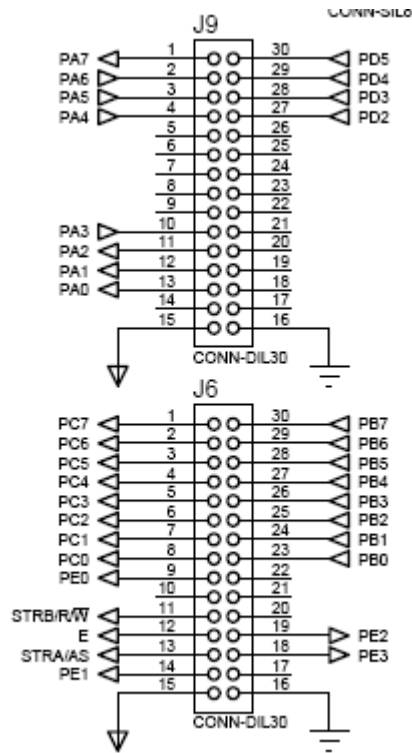 CONN-SIL8
J9
PA7 1 30 PD5
PA6 2 29 PD4
PA5 3 28 PD3
PA4 4 27 PD2
5 26
6 25
7 24
8 23
9 22
PA3 10 21
PA2 11 20
PA1 12 19
PA0 13 18
14 17
15 16
CONN-DIL30
J6
PC7 1 30 PB7
PC6 2 29 PB6
PC5 3 28 PB5
PC4 4 27 PB4
PC3 5 26 PB3
PC2 6 25 PB2
PC1 7 24 PB1
PC0 8 23 PB0
PE0 9 22
10 21
STRB/R/W̅ 11 20
E 12 19 PE2
STRA/AS 13 18 PE3
PE1 14 17
15 16
CONN-DIL30